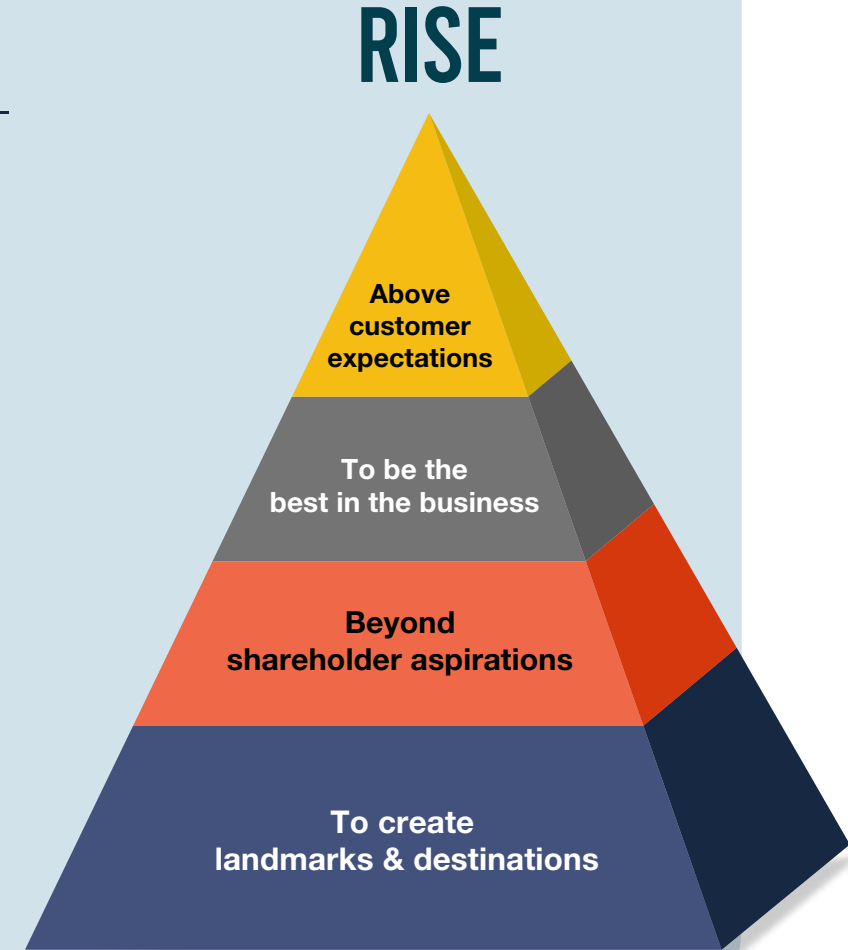 RISE
Above
customer
expectations
To be the
best in the business
Beyond
shareholder aspirations
To create
landmarks & destinations